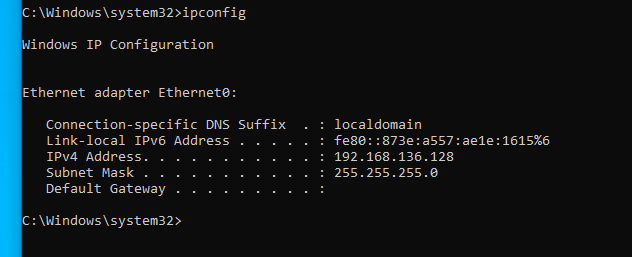 C:\Windows\system32>ipconfig
Windows IP Configuration
Ethernet adapter Ethernet0:
Connection-specific DNS Suffix  . : localdomain
Link-local IPv6 Address . . . . . : fe80::873e:a557:ae1e:1615%6
IPv4 Address. . . . . . . . . . . : 192.168.136.128
Subnet Mask . . . . . . . . . . . : 255.255.255.0
Default Gateway . . . . . . . . . :
C:\Windows\system32>